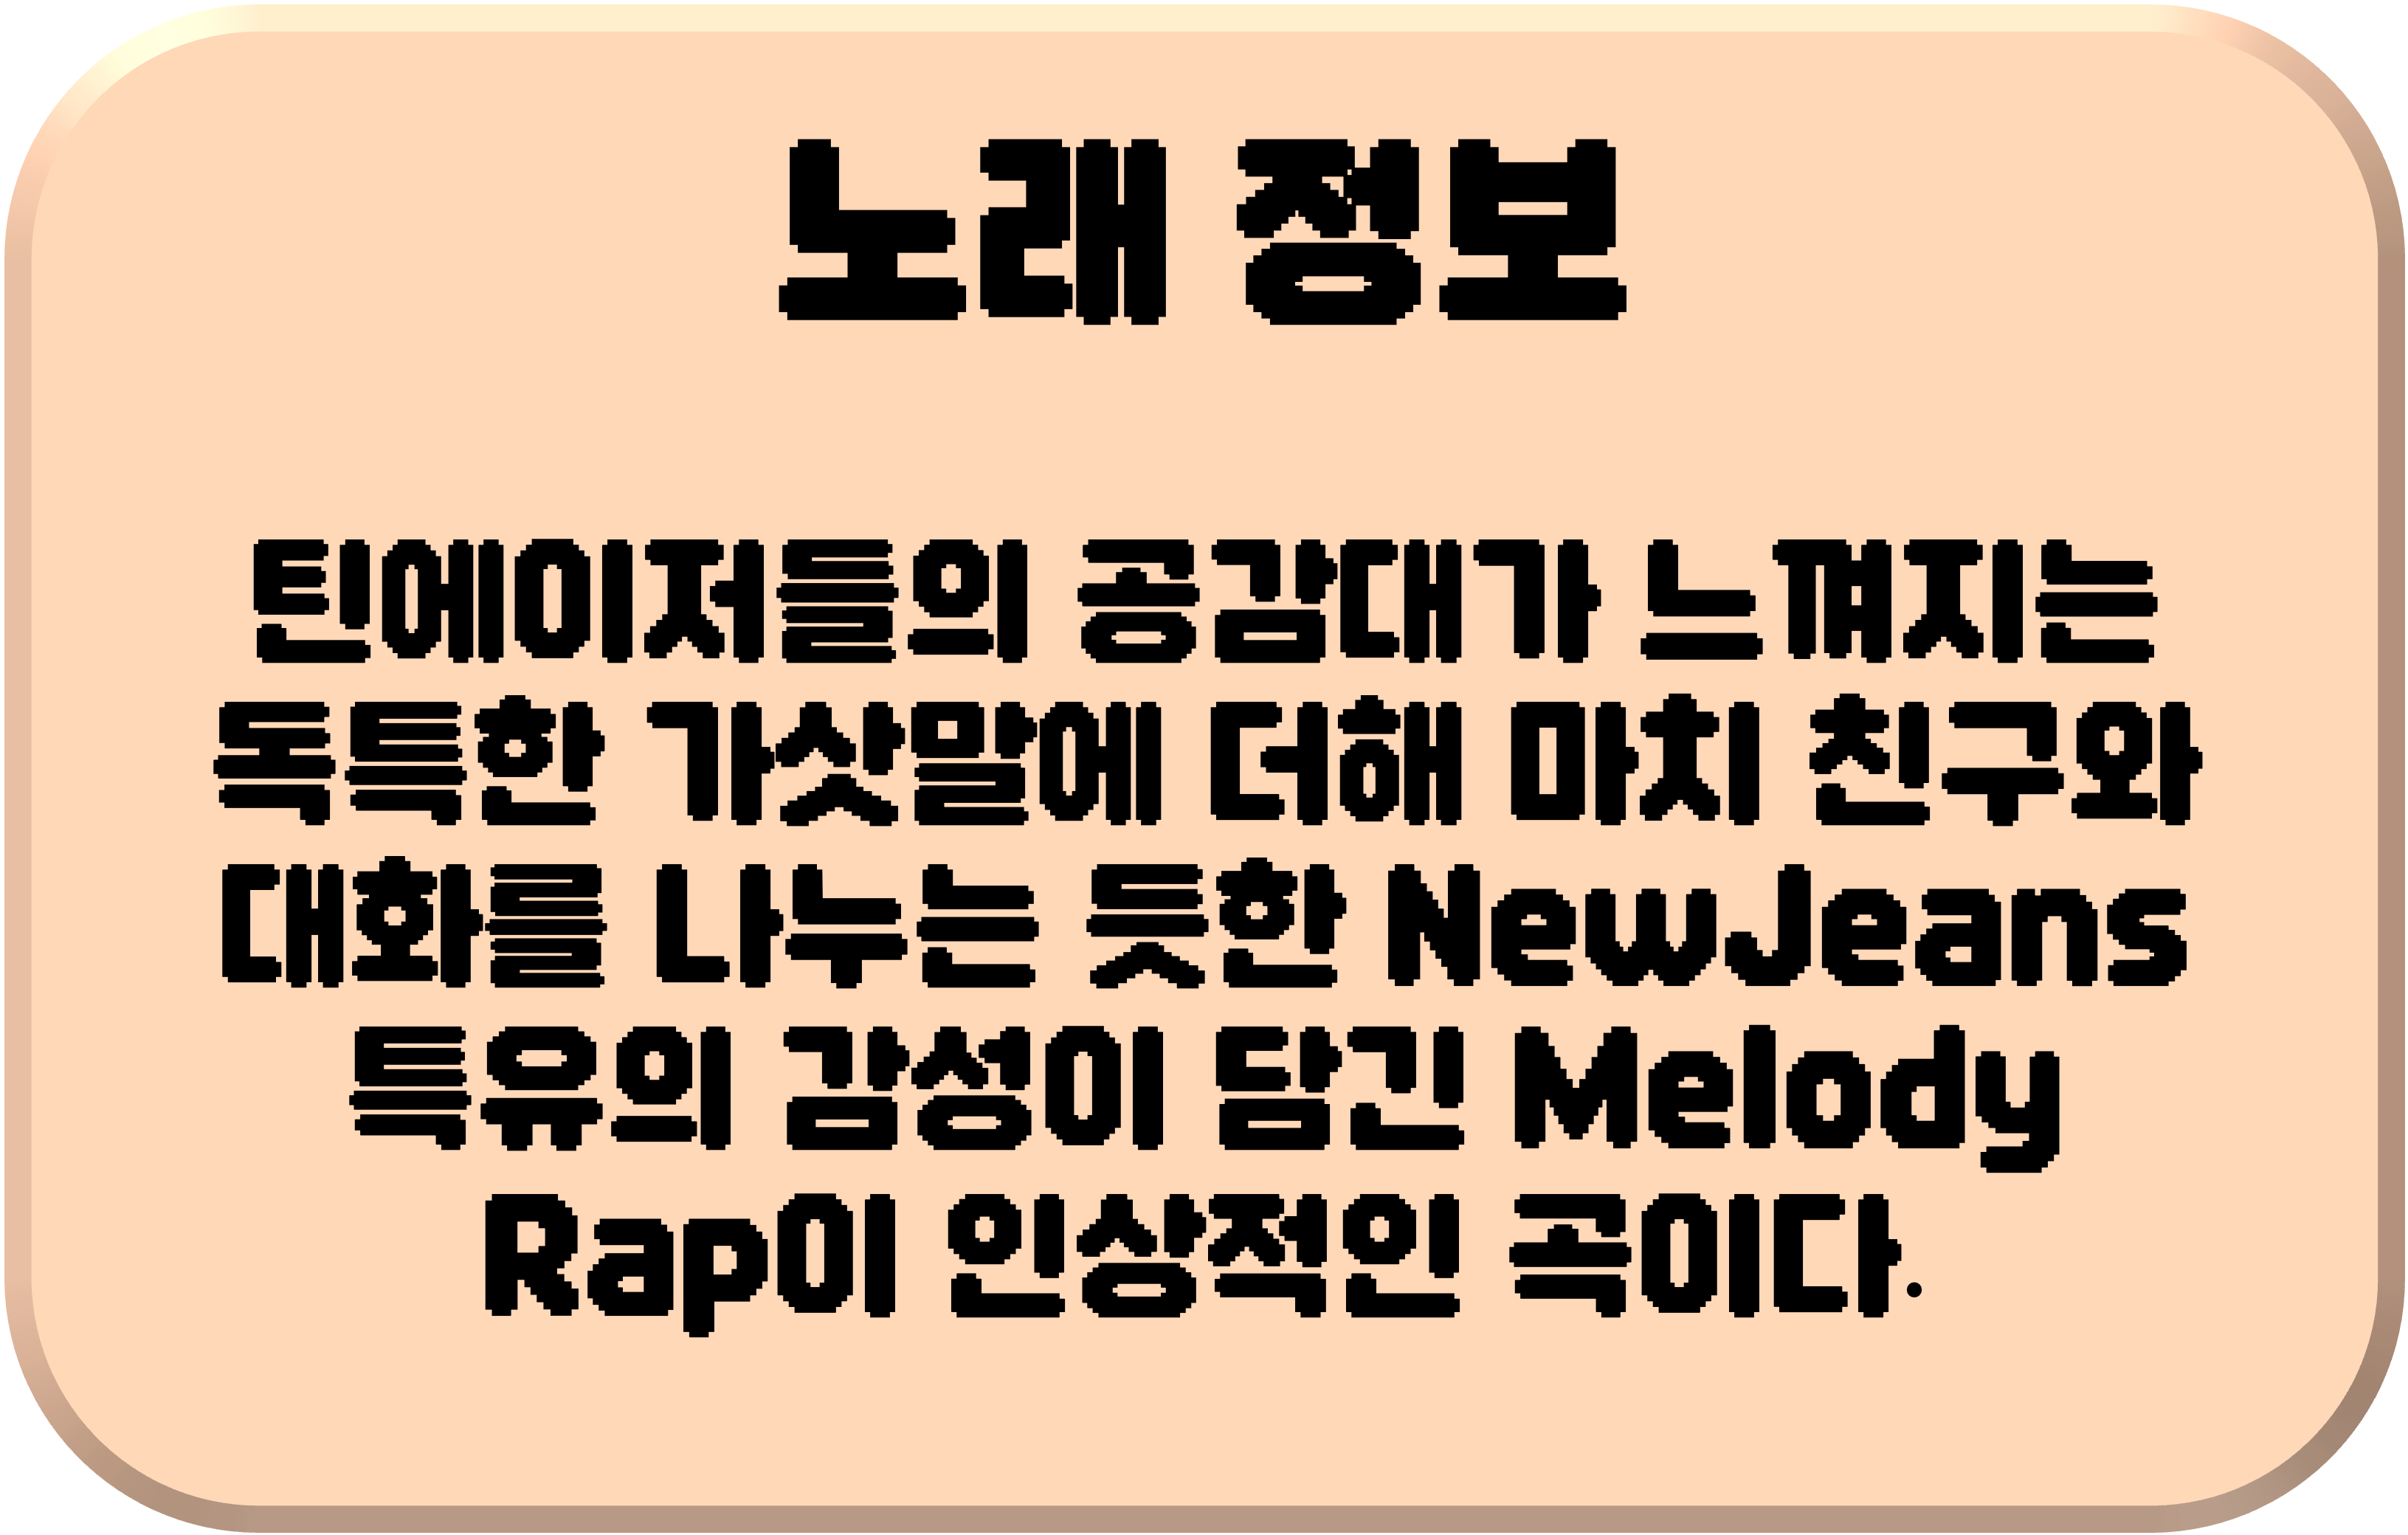 노래 정보
틴에이저들의 공감대가 느껴지는
독특한 가상말에 더해 마치 친구와
대화를 나누는 듯한 NewJeans
특유의 감성이 담긴 Melody
Rap이 인상적인 곡이다.